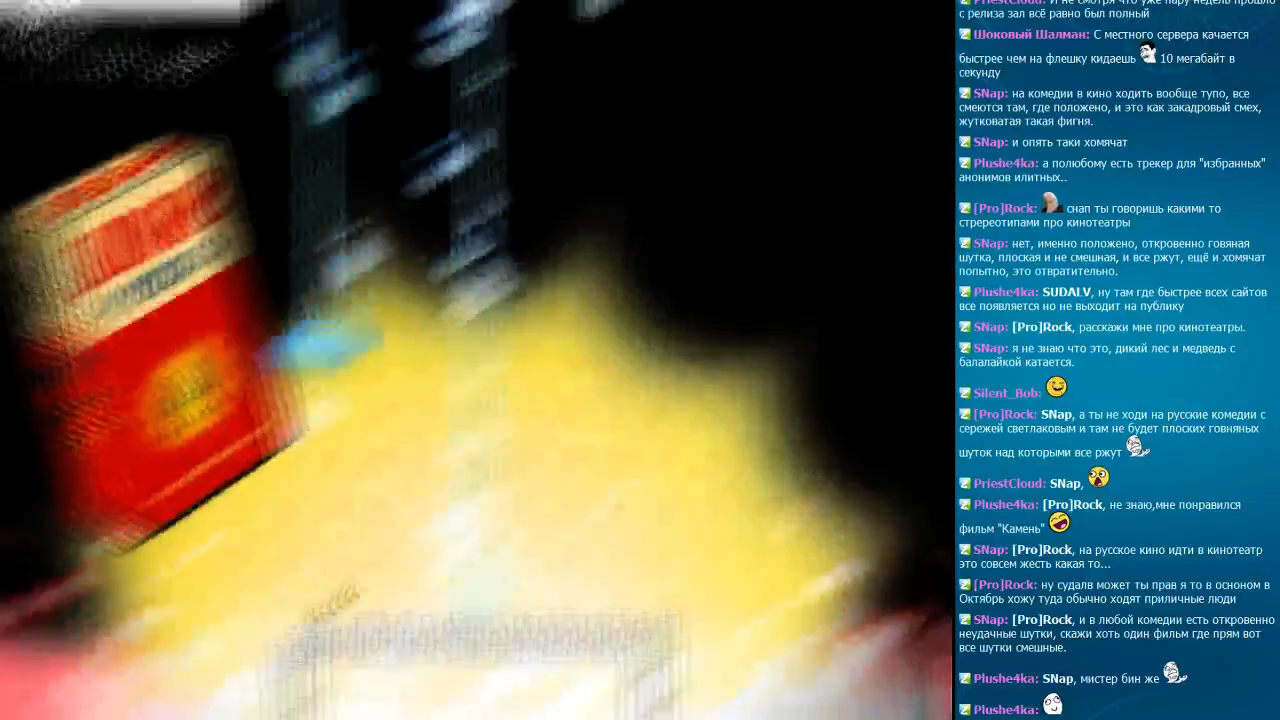 PriestCloud: И не смотря что уже пару недель прошло
с релиза зал всё равно был полный
Шоковый Шалман: С местного сервера качается
быстрее чем на флешку кидаешь 10 мегабайт в
секунду
SNap: на комедии в кино ходить вообще тупо, все
смеются там, где положено, и это как закадровый смех,
жутковатая такая фигня.
SNap: и опять таки хомячат
Plushe4ka: а полюбому есть трекер для "избранных"
анонимов илитных..
[Pro]Rock: снап ты говоришь какими то
стререотипами про кинотеатры
SNap: нет, именно положено, откровенно говяная
шутка, плоская и не смешная, и все ржут, ещё и хомячат
попытно, это отвратительно.
Plushe4ka: SUDALV, ну там где быстрее всех сайтов
все появляется но не выходит на публику
SNap: [Pro]Rock, расскажи мне про кинотеатры.
SNap: я не знаю что это, дикий лес и медведь с
балалайкой катается.
Silent_Bob:
[Pro]Rock: SNap, а ты не ходи на русские комедии с
сережей светлаковым и там не будет плоских говняных
шуток над которыми все ржут
PriestCloud: SNap,
Plushe4ka: [Pro]Rock, не знаю,мне понравился
фильм "Камень"
SNap: [Pro]Rock, на русское кино идти в кинотеатр
это совсем жесть какая то...
[Pro]Rock: ну судалв может ты прав я то в осноном в
Октябрь хожу туда обычно ходят приличные люди
SNap: [Pro]Rock, и в любой комедии есть откровенно
неудачные шутки, скажи хоть один фильм где прям вот
все шутки смешные.
Plushe4ka: SNap, мистер бин же
Plushe4ka: